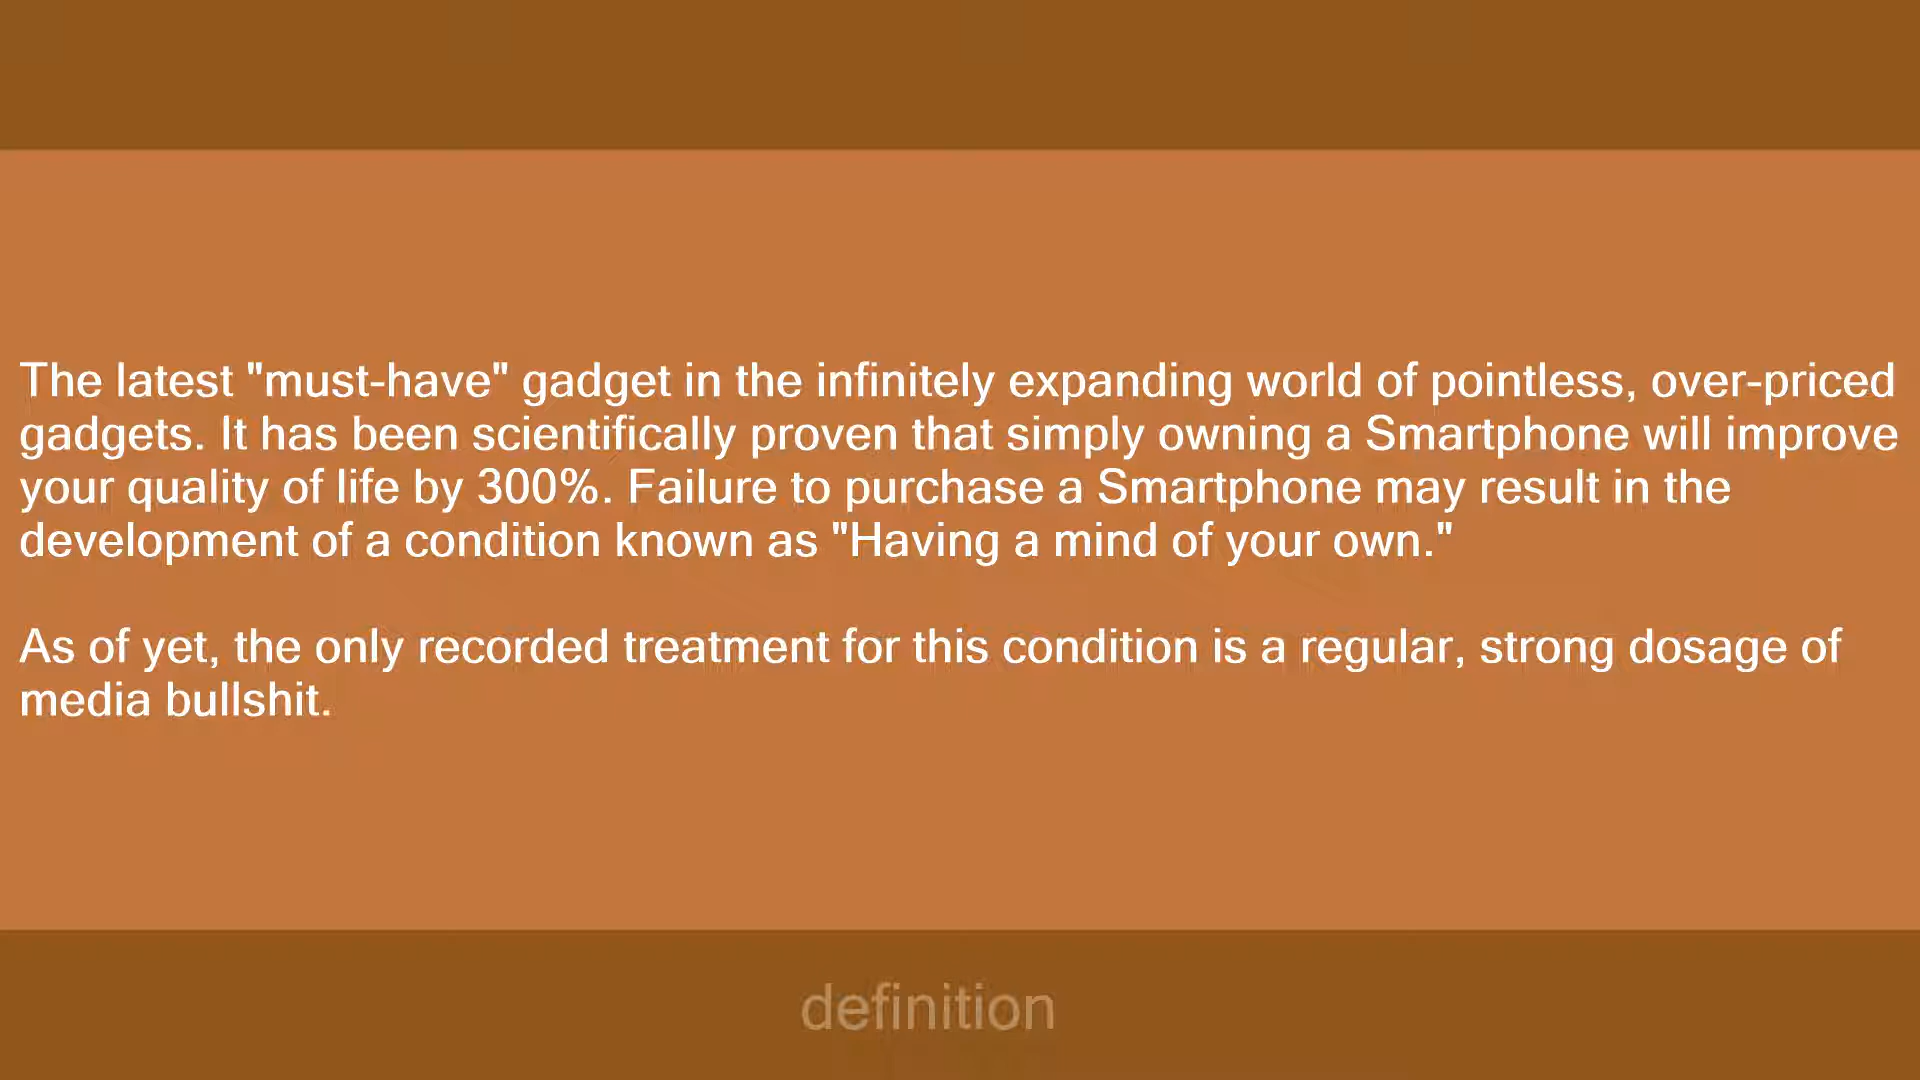 The latest "must-have" gadget in the infinitely expanding world of pointless, over-priced
gadgets. It has been scientifically proven that simply owning a Smartphone will improve
your quality of life by 300%. Failure to purchase a Smartphone may result in the
development of a condition known as "Having a mind of your own."
As of yet, the only recorded treatment for this condition is a regular, strong dosage of
media bullshit.
definition